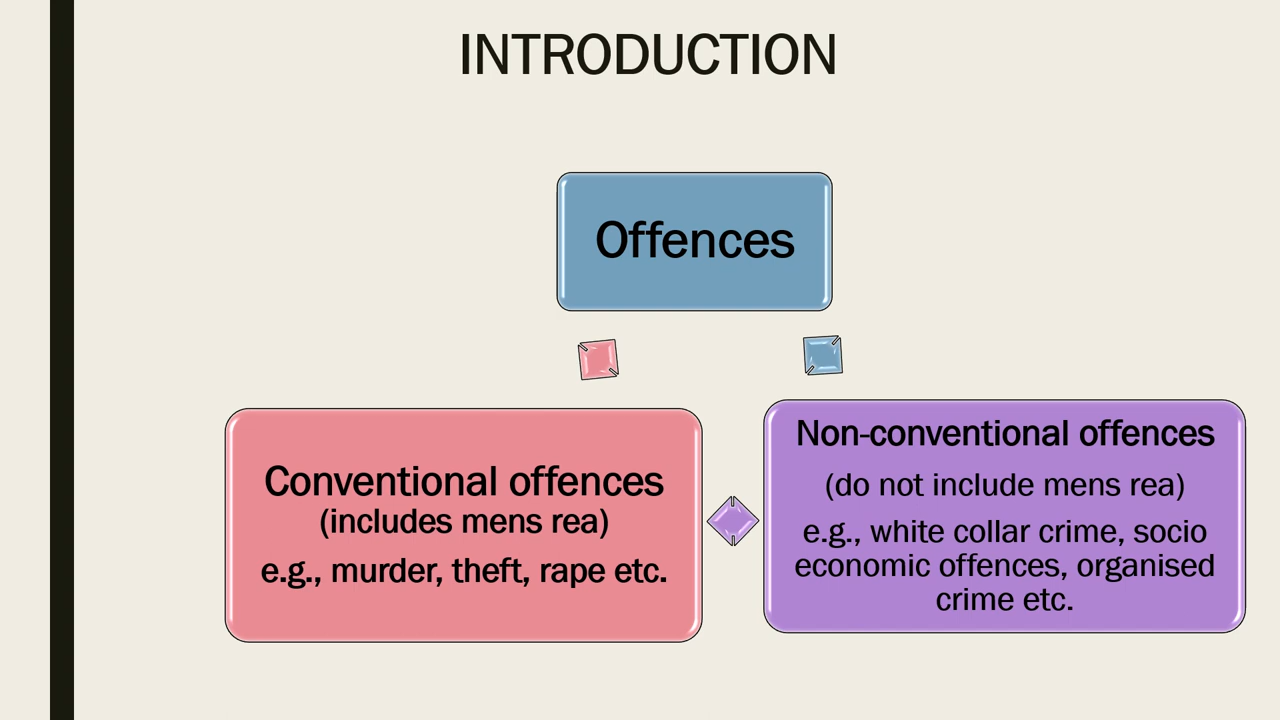 INTRODUCTION
Offences
Conventional offences
(includes mens rea)
e.g., murder, theft, rape etc.
Non-conventional offences
(do not include mens rea)
e.g., white collar crime, socio
economic offences, organised
crime etc.